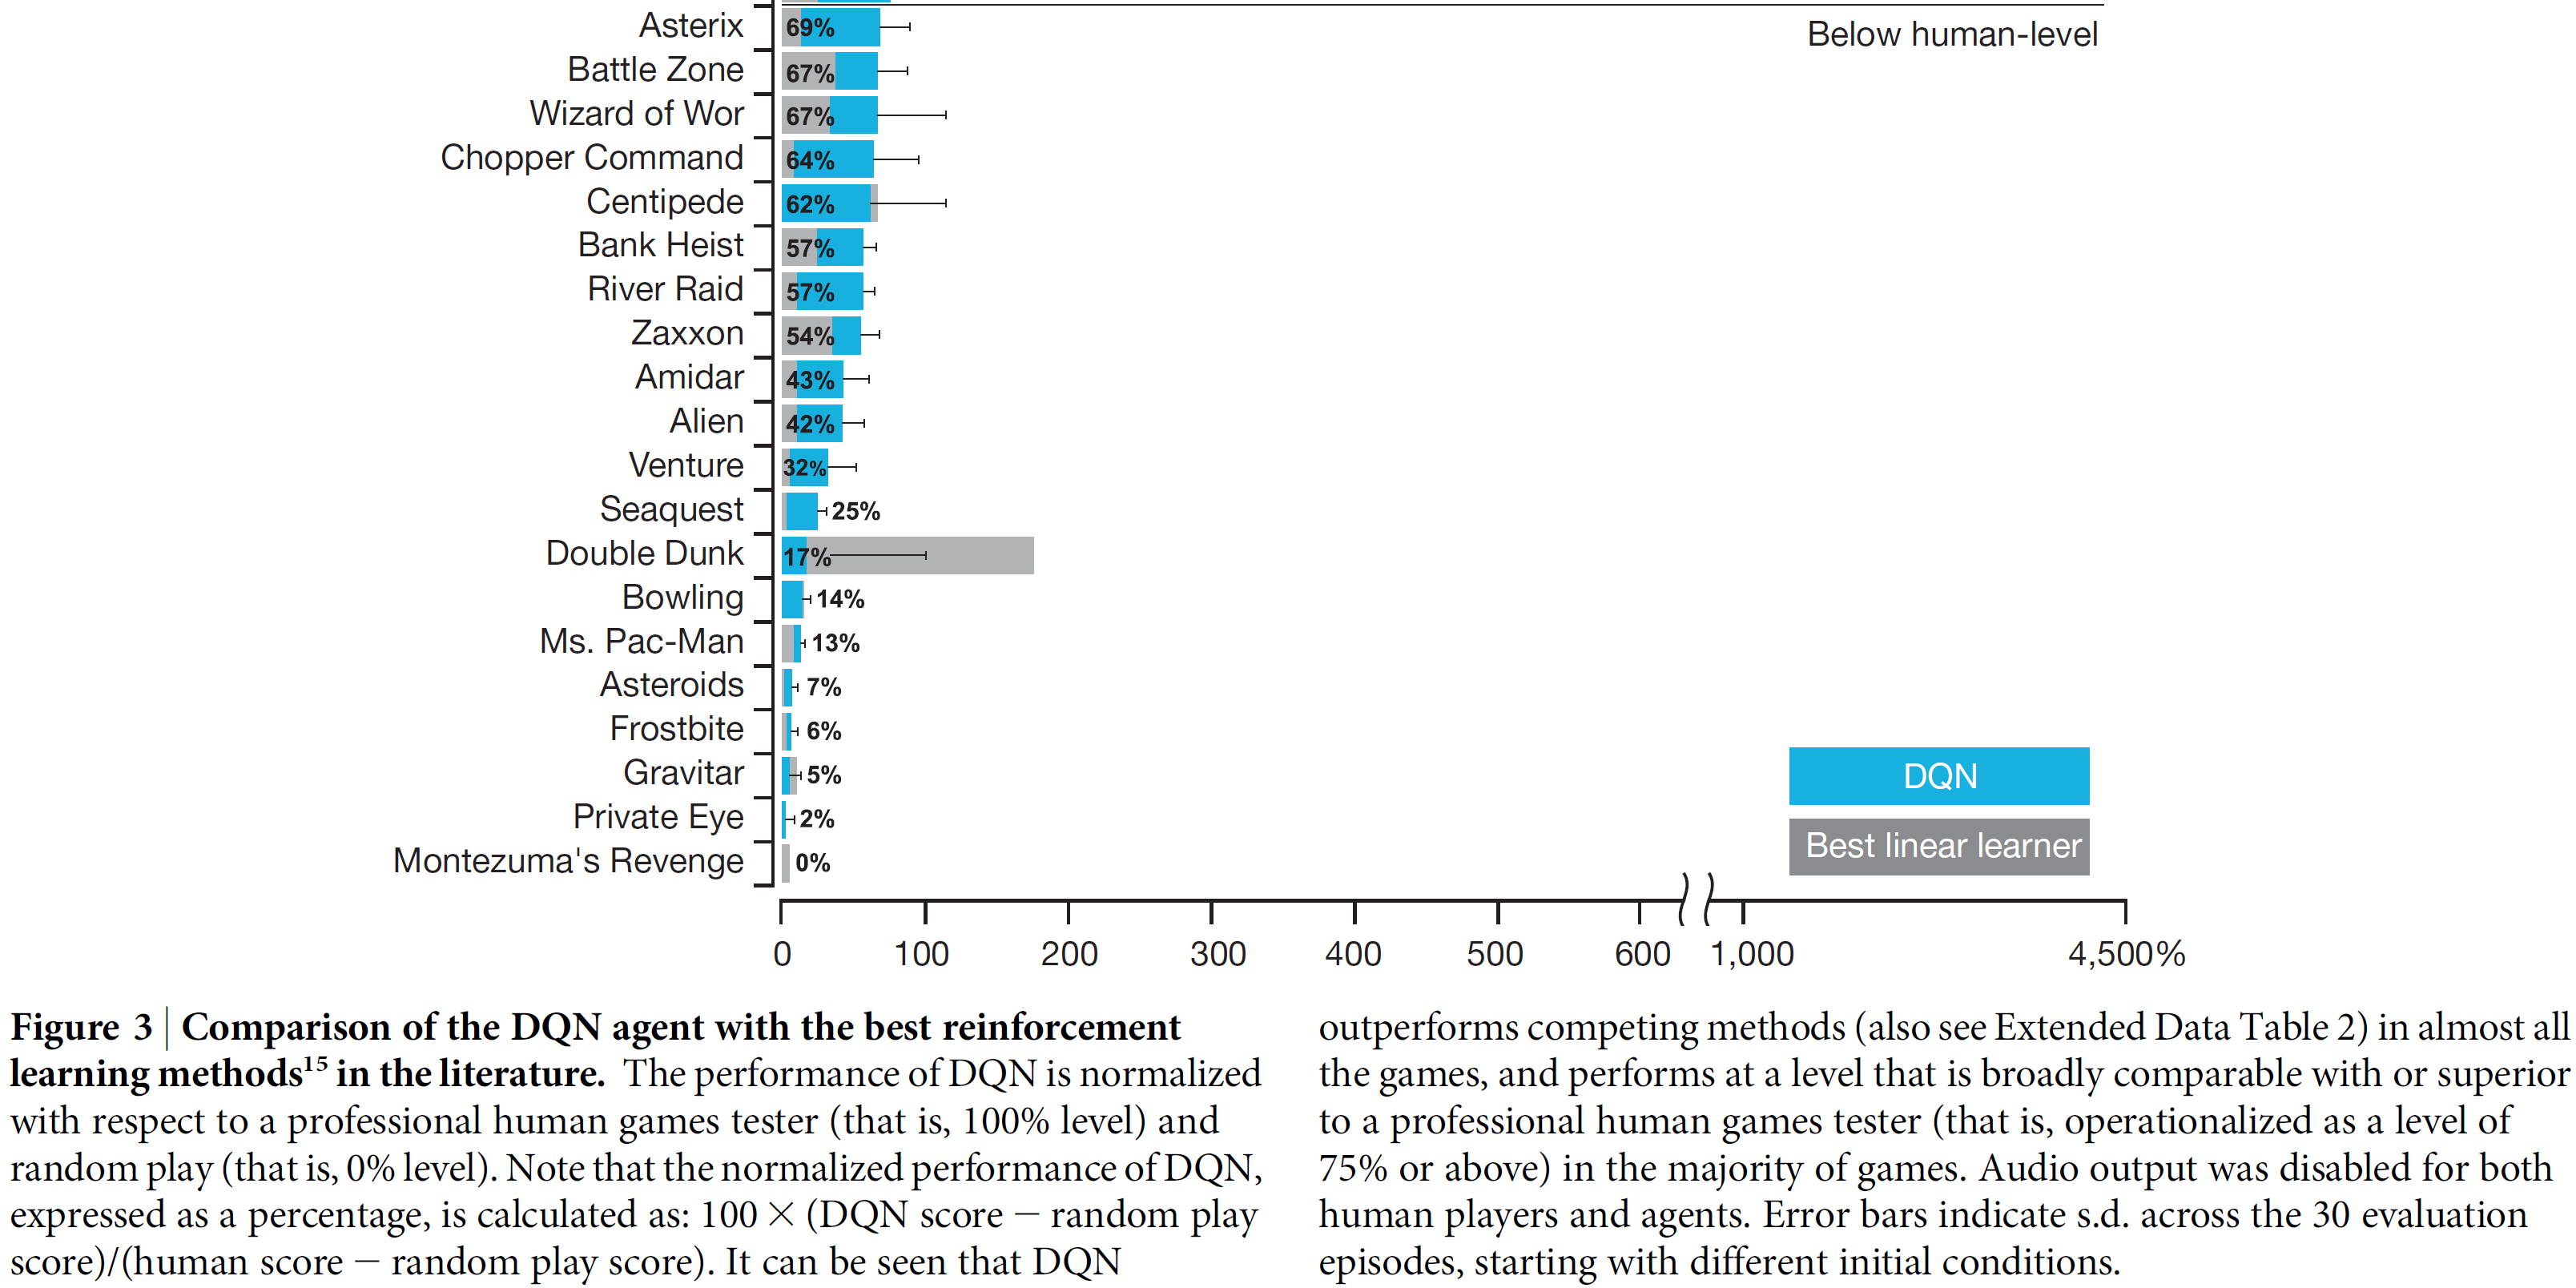 Asterix 69%
Below human-level
Battle Zone 67%
Wizard of Wor 67%
Chopper Command 64%
Centipede 62%
Bank Heist 57%
River Raid 57%
Zaxxon 54%
Amidar 43%
Alien 42%
Venture 32%
Seaquest 25%
Double Dunk 17%
Bowling 14%
Ms. Pac-Man 13%
Asteroids 7%
Frostbite 6%
Gravitar 5%
Private Eye 2%
Montezuma's Revenge 0%
DQN
Best linear learner
0 100 200 300 400 500 600 1,000 4,500%
Figure 3 | Comparison of the DQN agent with the best reinforcement
learning methods¹⁵ in the literature. The performance of DQN is normalized
with respect to a professional human games tester (that is, 100% level) and
random play (that is, 0% level). Note that the normalized performance of DQN,
expressed as a percentage, is calculated as: 100 × (DQN score − random play
score)/(human score − random play score). It can be seen that DQN
outperforms competing methods (also see Extended Data Table 2) in almost all
the games, and performs at a level that is broadly comparable with or superior
to a professional human games tester (that is, operationalized as a level of
75% or above) in the majority of games. Audio output was disabled for both
human players and agents. Error bars indicate s.d. across the 30 evaluation
episodes, starting with different initial conditions.